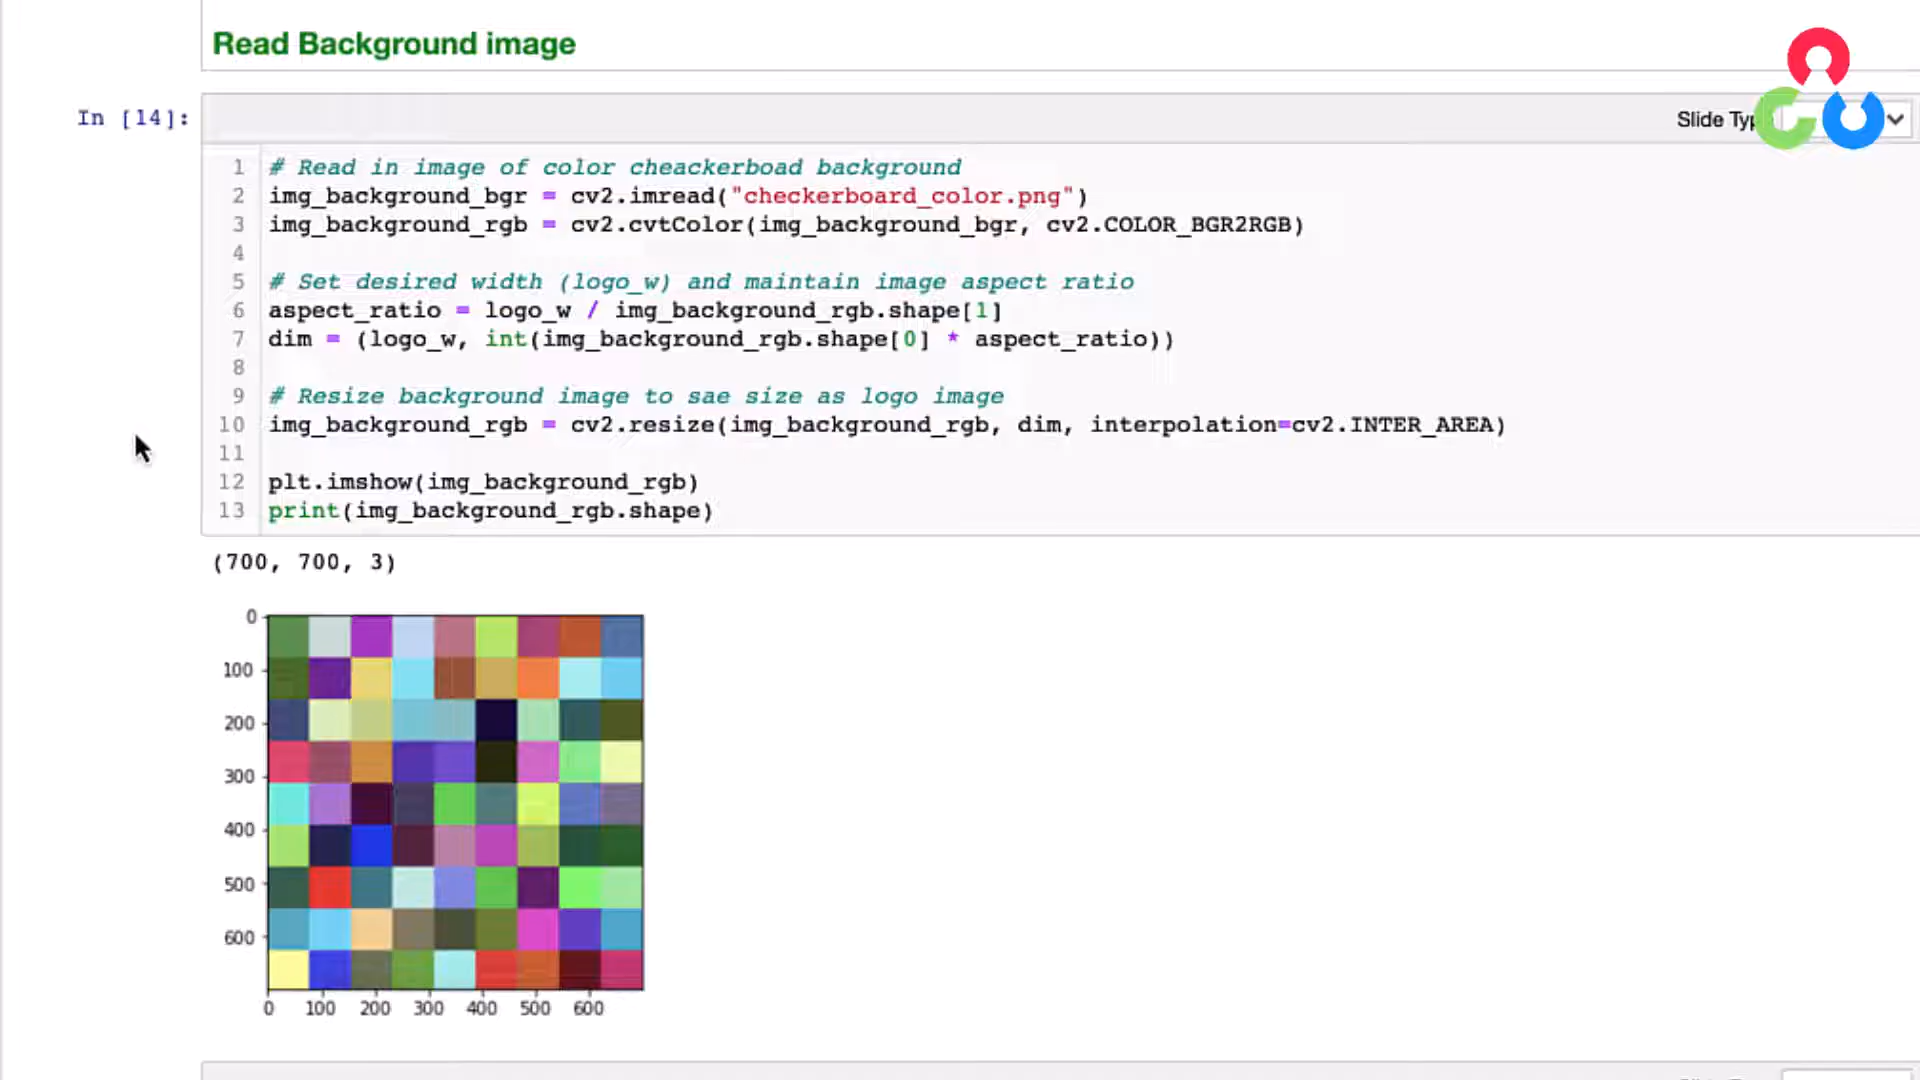 Read Background image
In [14]:
Slide Typ
1 # Read in image of color cheackerboad background
2 img_background_bgr = cv2.imread("checkerboard_color.png")
3 img_background_rgb = cv2.cvtColor(img_background_bgr, cv2.COLOR_BGR2RGB)
4
5 # Set desired width (logo_w) and maintain image aspect ratio
6 aspect_ratio = logo_w / img_background_rgb.shape[1]
7 dim = (logo_w, int(img_background_rgb.shape[0] * aspect_ratio))
8
9 # Resize background image to sae size as logo image
10 img_background_rgb = cv2.resize(img_background_rgb, dim, interpolation=cv2.INTER_AREA)
11
12 plt.imshow(img_background_rgb)
13 print(img_background_rgb.shape)
(700, 700, 3)
0
100
200
300
400
500
600
0 100 200 300 400 500 600